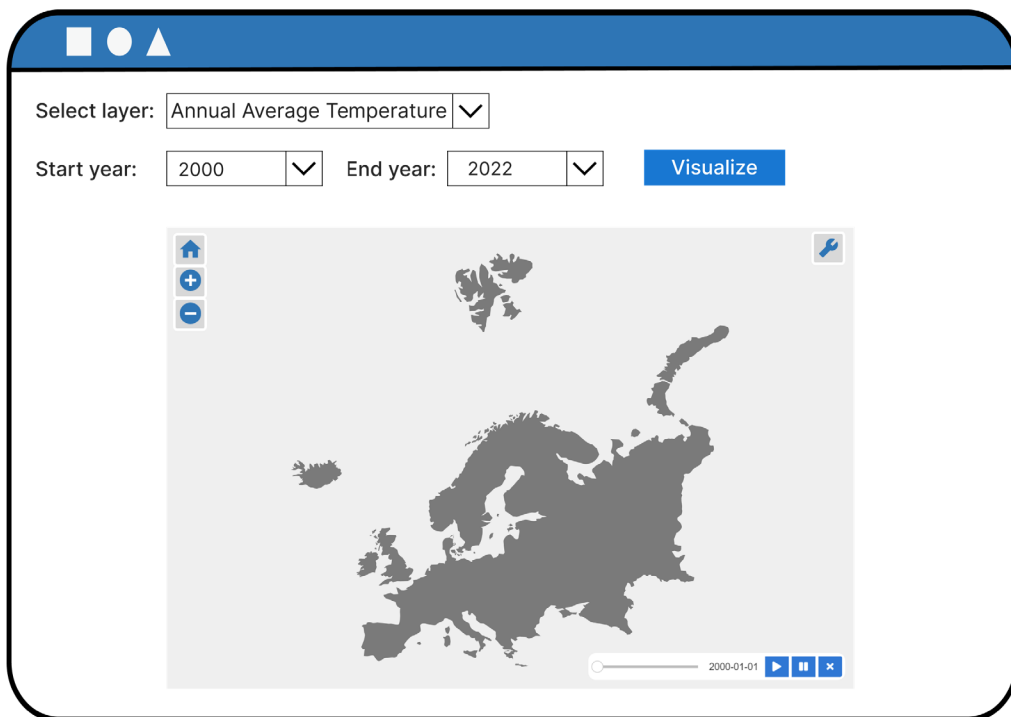 Select layer: Annual Average Temperature
Start year: 2000 End year: 2022 Visualize
2000-01-01